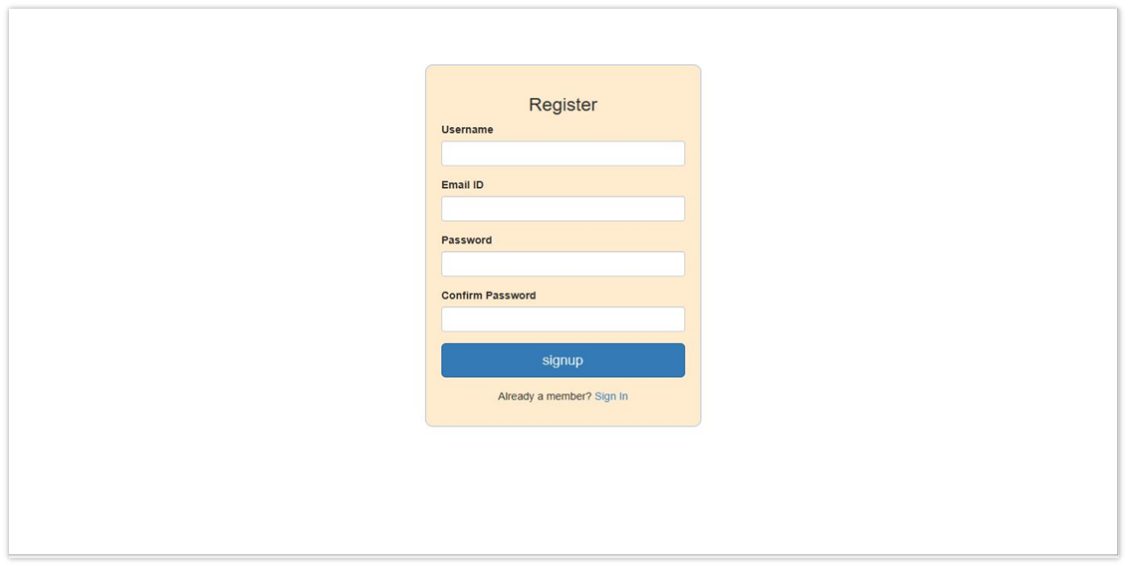 Register
Username
Email ID
Password
Confirm Password
signup
Already a member? Sign In